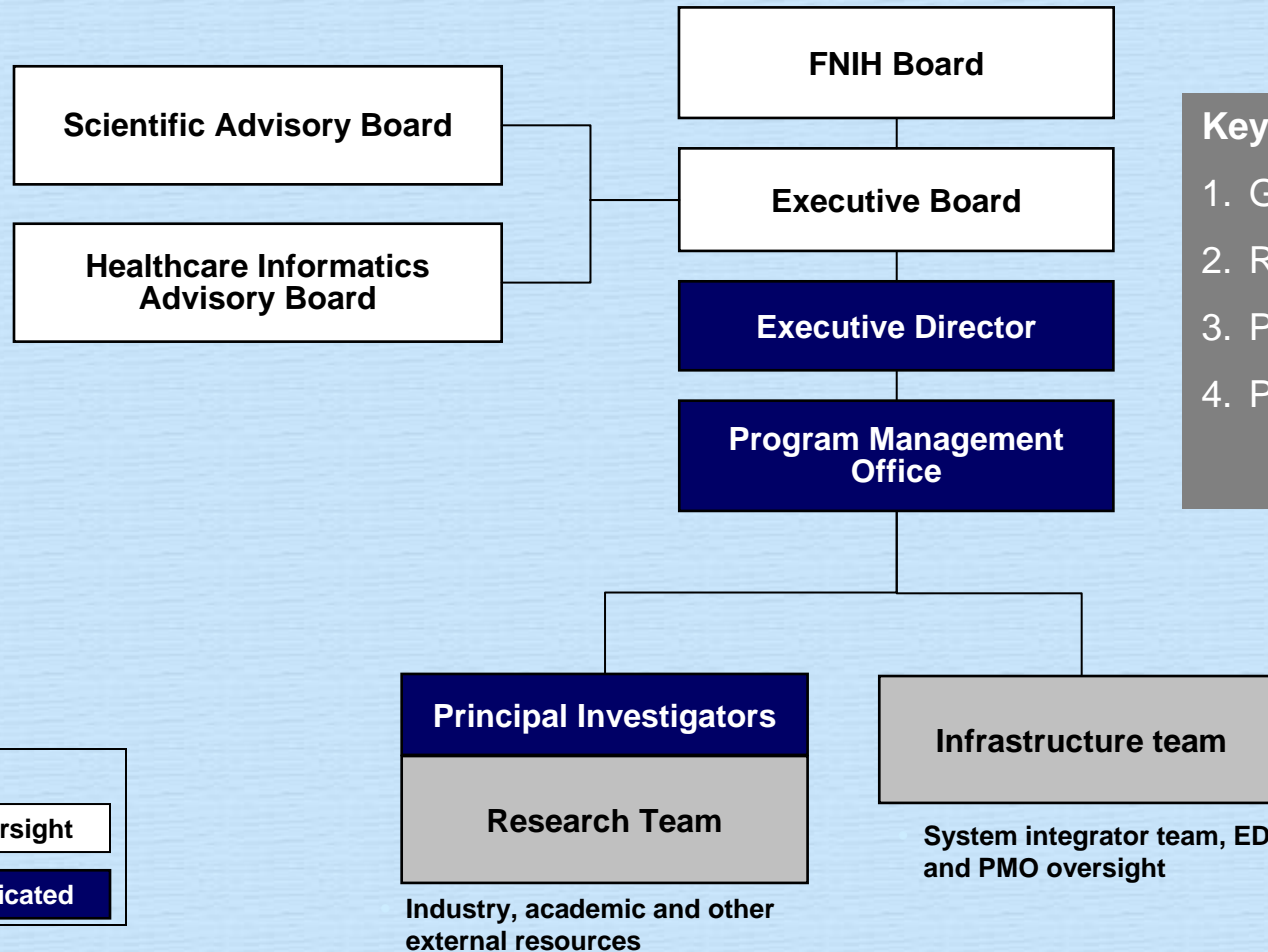 FNIH Board
Scientific Advisory Board
Executive Board
Healthcare Informatics
Advisory Board
Executive Director
Program Management
Office
Key
1. G
2. R
3. P
4. P
Principal Investigators
Research Team
Industry, academic and other
external resources
Infrastructure team
System integrator team, ED
and PMO oversight
rsight
icated